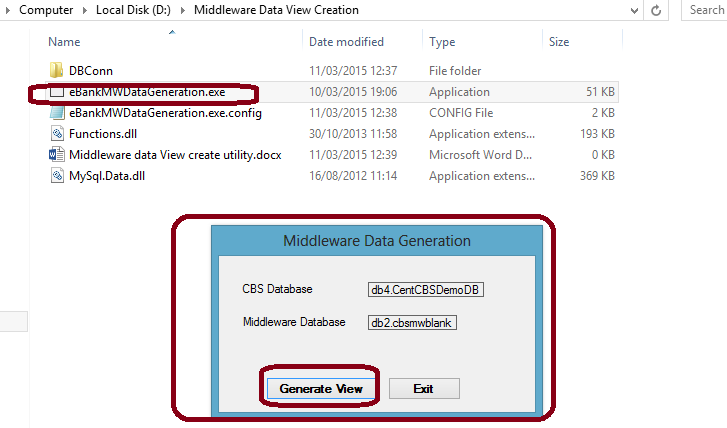 Computer Local Disk (D:) Middleware Data View Creation Search
Name Date modified Type Size
DBConn 11/03/2015 12:37 File folder
eBankMWDataGeneration.exe 10/03/2015 19:06 Application 51 KB
eBankMWDataGeneration.exe.config 11/03/2015 12:38 CONFIG File 2 KB
Functions.dll 30/10/2013 11:58 Application extens... 193 KB
Middleware data View create utility.docx 11/03/2015 12:39 Microsoft Word D... 0 KB
MySql.Data.dll 16/08/2012 11:14 Application extens... 369 KB
Middleware Data Generation
CBS Database db4.CentCBSDemoDB
Middleware Database db2.cbsmwblank
Generate View Exit